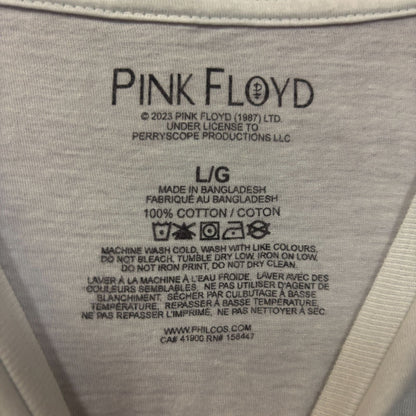 PINK FLOYD
© 2023 PINK FLOYD (1987) LTD.
UNDER LICENSE TO
PERRYSCOPE PRODUCTIONS LLC
L/G
MADE IN BANGLADESH
FABRIQUÉ AU BANGLADESH
100% COTTON / COTON
MACHINE WASH COLD, WASH WITH LIKE COLOURS,
DO NOT BLEACH, TUMBLE DRY LOW, IRON ON LOW,
DO NOT IRON PRINT, DO NOT DRY CLEAN.
LAVER À LA MACHINE À L'EAU FROIDE. LAVER AVEC DES
COULEURS SEMBLABLES. NE PAS UTILISER D'AGENT DE
BLANCHIMENT, SÉCHER PAR CULBUTAGE À BASSE
TEMPÉRATURE, REPASSER À BASSE TEMPÉRATURE,
NE PAS REPASSER L'IMPRIMÉ. NE PAS NETTOYER À SEC
WWW.PHILCOS.COM
CA# 41900 RN# 156447